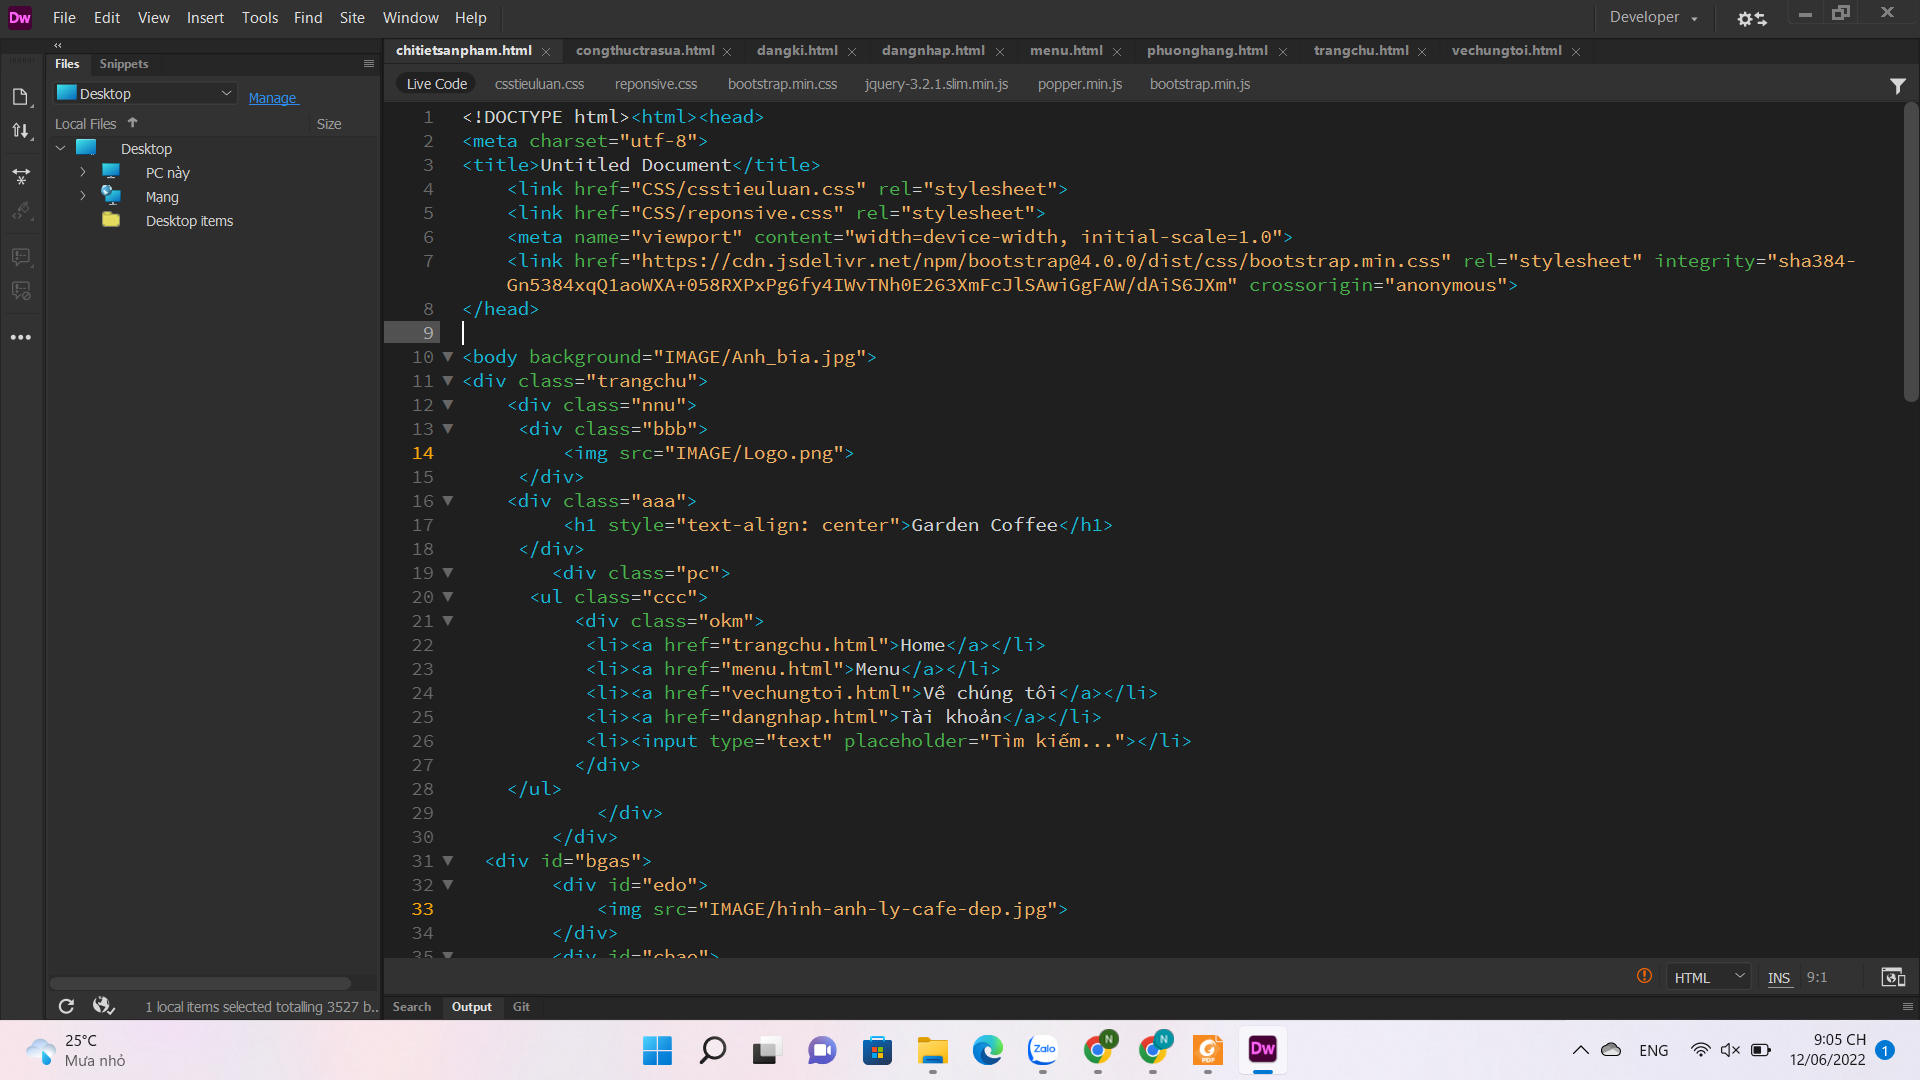 Dw File Edit View Insert Tools Find Site Window Help Developer
Files Snippets
Desktop Manage
Local Files Size
Desktop
PC này
Mạng
Desktop items
1 local items selected totalling 3527 b...
chitietsanpham.html congthuctrasua.html dangki.html dangnhap.html menu.html phuonghang.html trangchu.html vechungtoi.html
Live Code csstieuluan.css reponsive.css bootstrap.min.css jquery-3.2.1.slim.min.js popper.min.js bootstrap.min.js
1 <!DOCTYPE html><html><head>
2 <meta charset="utf-8">
3 <title>Untitled Document</title>
4 <link href="CSS/csstieuluan.css" rel="stylesheet">
5 <link href="CSS/reponsive.css" rel="stylesheet">
6 <meta name="viewport" content="width=device-width, initial-scale=1.0">
7 <link href="https://cdn.jsdelivr.net/npm/bootstrap@4.0.0/dist/css/bootstrap.min.css" rel="stylesheet" integrity="sha384-
Gn5384xqQ1aoWXA+058RXPxPg6fy4IWvTNh0E263XmFcJlSAwiGgFAW/dAiS6JXm" crossorigin="anonymous">
8 </head>
9
10 <body background="IMAGE/Anh_bia.jpg">
11 <div class="trangchu">
12 <div class="nnu">
13 <div class="bbb">
14 <img src="IMAGE/Logo.png">
15 </div>
16 <div class="aaa">
17 <h1 style="text-align: center">Garden Coffee</h1>
18 </div>
19 <div class="pc">
20 <ul class="ccc">
21 <div class="okm">
22 <li><a href="trangchu.html">Home</a></li>
23 <li><a href="menu.html">Menu</a></li>
24 <li><a href="vechungtoi.html">Về chúng tôi</a></li>
25 <li><a href="dangnhap.html">Tài khoản</a></li>
26 <li><input type="text" placeholder="Tìm kiếm..."></li>
27 </div>
28 </ul>
29 </div>
30 </div>
31 <div id="bgas">
32 <div id="edo">
33 <img src="IMAGE/hinh-anh-ly-cafe-dep.jpg">
34 </div>
35 <div id="cbae">
HTML INS 9:1
Search Output Git
25°C
Mưa nhỏ
Zalo N N PDF Dw
ENG
9:05 CH
12/06/2022
1